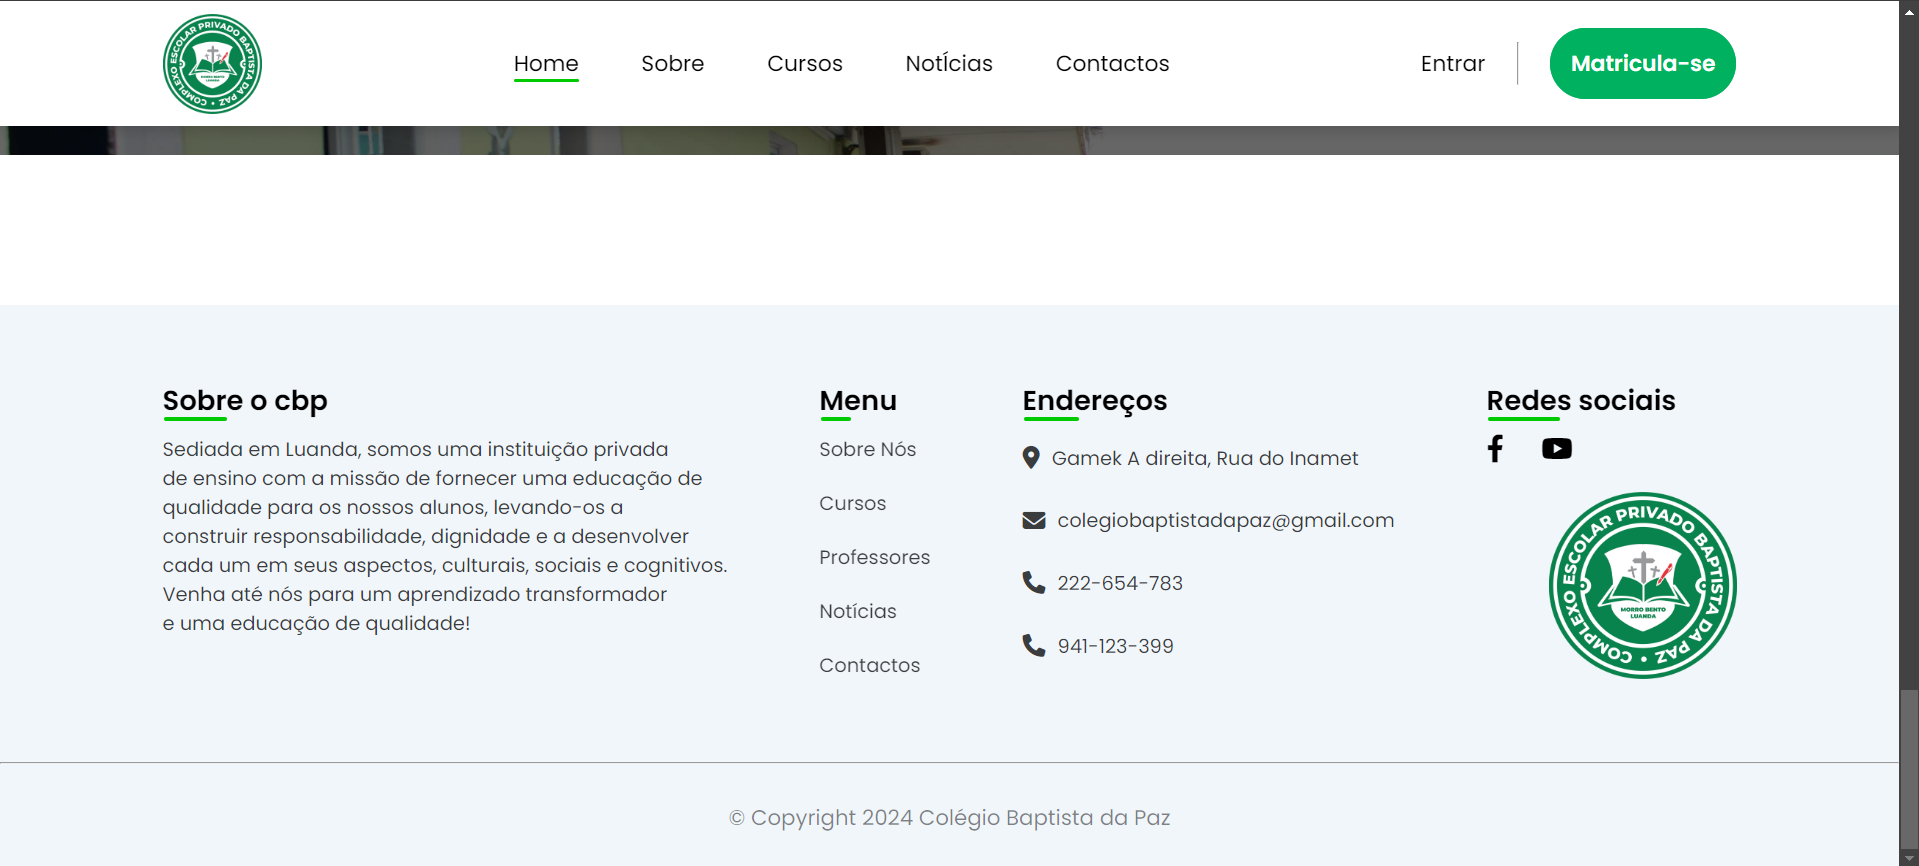 COMPLEXO ESCOLAR PRIVADO BAPTISTA DA PAZ
MORRO BENTO
LUANDA
Home
Sobre
Cursos
NotÍcias
Contactos
Entrar
Matricula-se
Sobre o cbp
Sediada em Luanda, somos uma instituição privada
de ensino com a missão de fornecer uma educação de
qualidade para os nossos alunos, levando-os a
construir responsabilidade, dignidade e a desenvolver
cada um em seus aspectos, culturais, sociais e cognitivos.
Venha até nós para um aprendizado transformador
e uma educação de qualidade!
Menu
Sobre Nós
Cursos
Professores
Notícias
Contactos
Endereços
Gamek A direita, Rua do Inamet
colegiobaptistadapaz@gmail.com
222-654-783
941-123-399
Redes sociais
COMPLEXO ESCOLAR PRIVADO BAPTISTA DA PAZ
MORRO BENTO
LUANDA
© Copyright 2024 Colégio Baptista da Paz